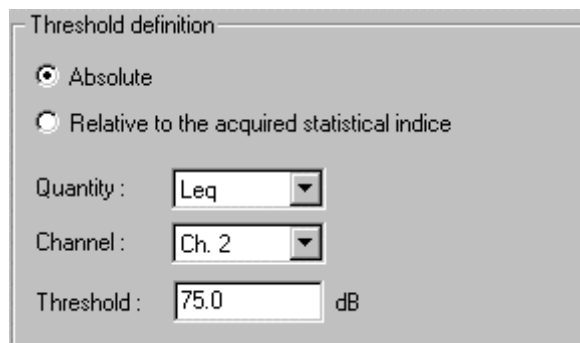 Threshold definition
Absolute
Relative to the acquired statistical indice
Quantity : Leq
Channel : Ch. 2
Threshold : 75.0 dB